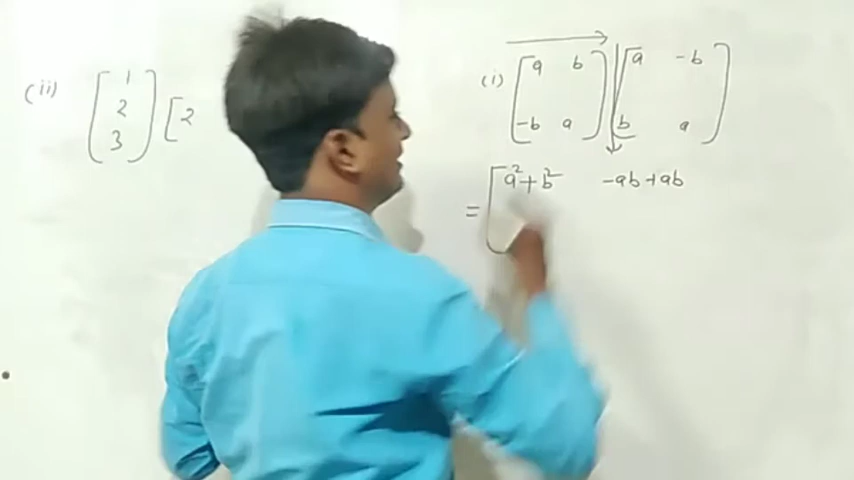 (ii) [1 2 3] [2
(i) [a b] [a -b]
[-b a] [b a]
= [a²+b² -ab+ab